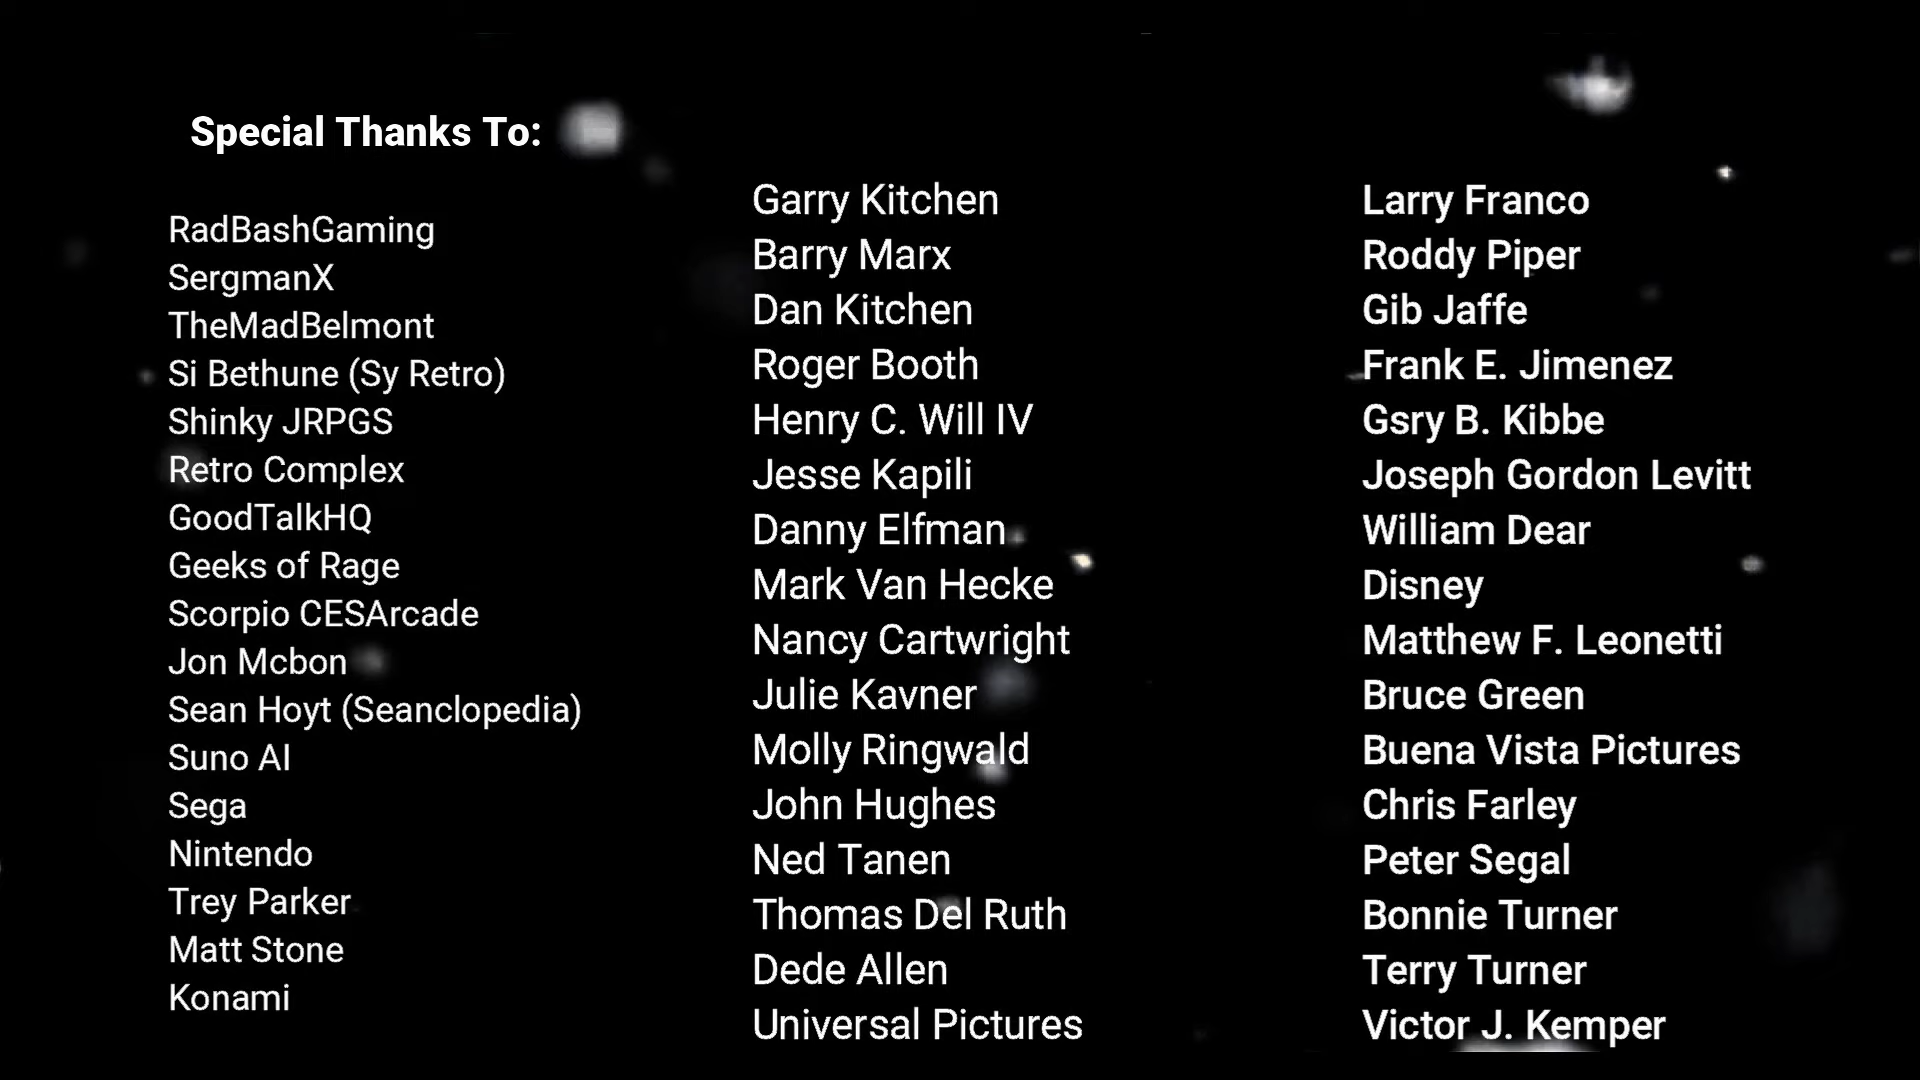 Special Thanks To:
RadBashGaming
SergmanX
TheMadBelmont
Si Bethune (Sy Retro)
Shinky JRPGS
Retro Complex
GoodTalkHQ
Geeks of Rage
Scorpio CESArcade
Jon Mcbon
Sean Hoyt (Seanclopedia)
Suno AI
Sega
Nintendo
Trey Parker
Matt Stone
Konami
Garry Kitchen
Barry Marx
Dan Kitchen
Roger Booth
Henry C. Will IV
Jesse Kapili
Danny Elfman
Mark Van Hecke
Nancy Cartwright
Julie Kavner
Molly Ringwald
John Hughes
Ned Tanen
Thomas Del Ruth
Dede Allen
Universal Pictures
Larry Franco
Roddy Piper
Gib Jaffe
Frank E. Jimenez
Gsry B. Kibbe
Joseph Gordon Levitt
William Dear
Disney
Matthew F. Leonetti
Bruce Green
Buena Vista Pictures
Chris Farley
Peter Segal
Bonnie Turner
Terry Turner
Victor J. Kemper